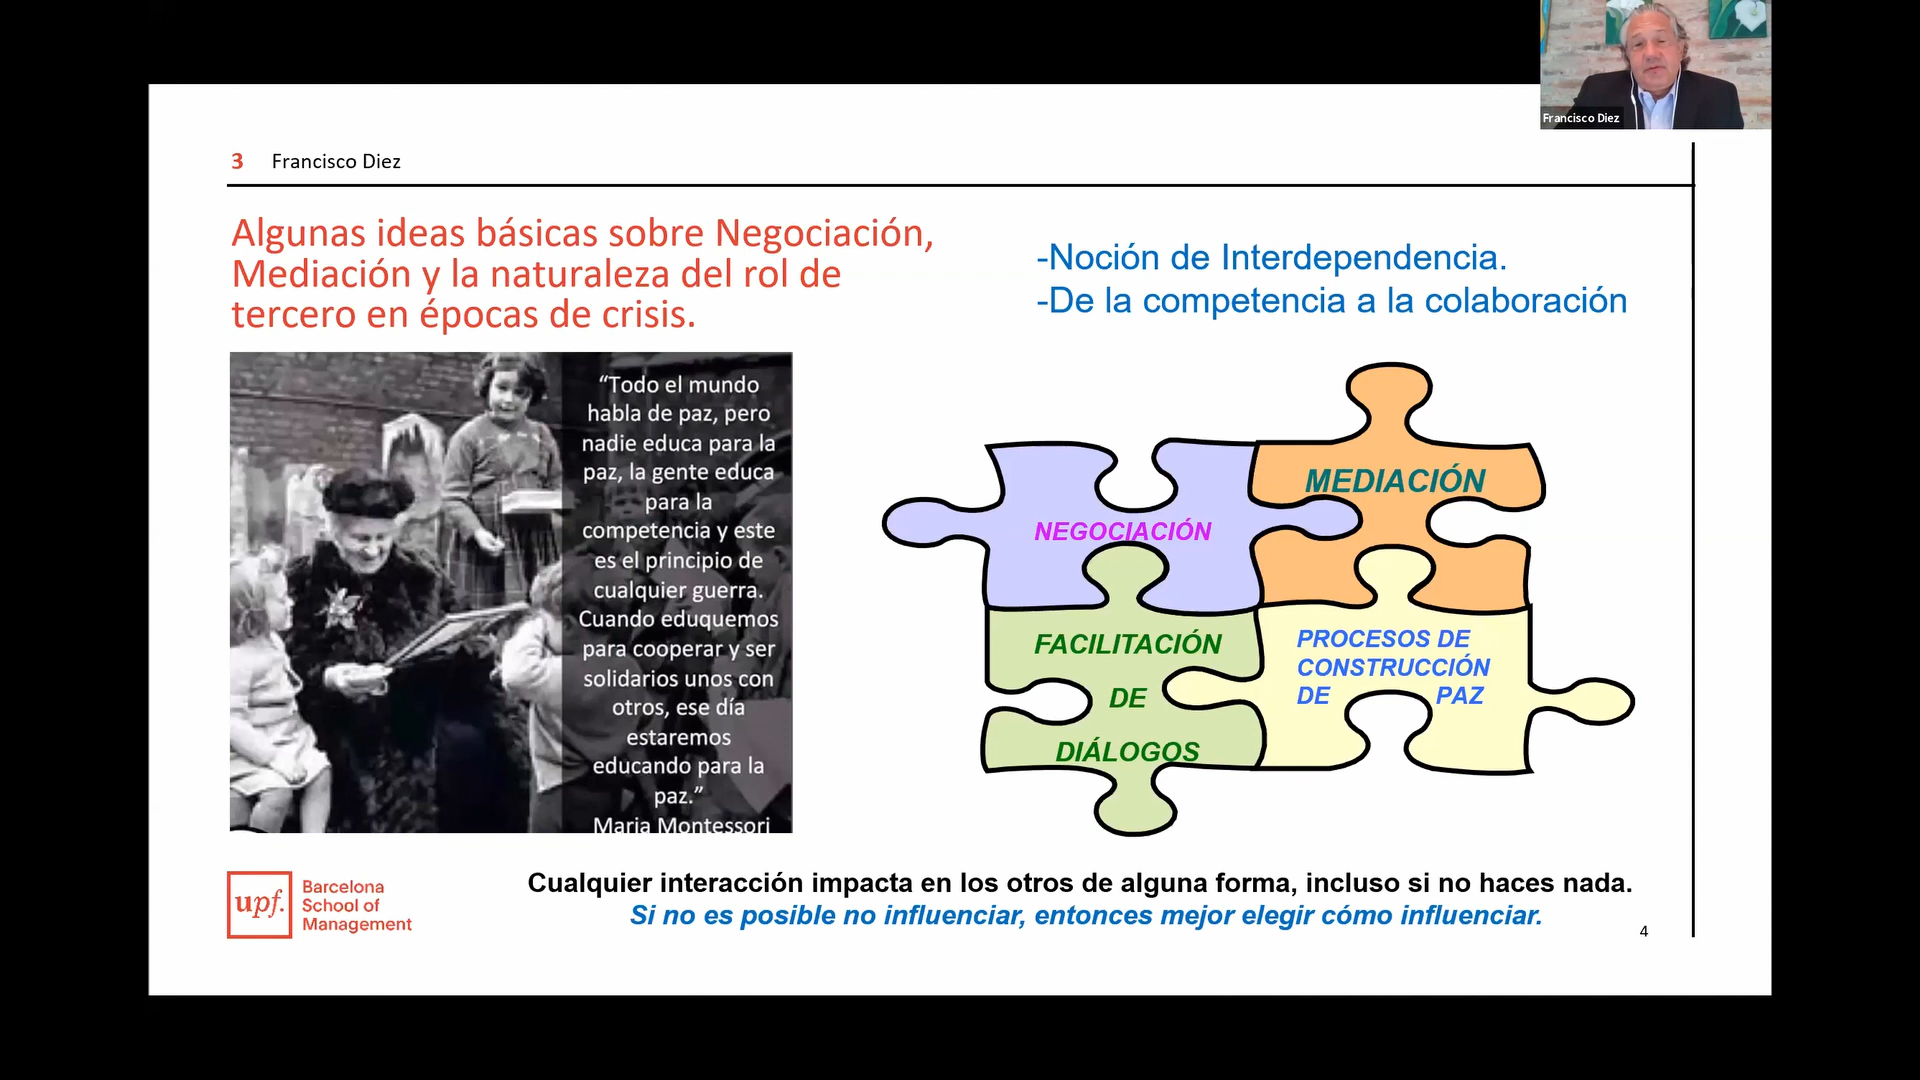 Francisco Diez
3 Francisco Diez
Algunas ideas básicas sobre Negociación,
Mediación y la naturaleza del rol de
tercero en épocas de crisis.
-Noción de Interdependencia.
-De la competencia a la colaboración
“Todo el mundo
habla de paz, pero
nadie educa para la
paz, la gente educa
para la
competencia y este
es el principio de
cualquier guerra.
Cuando eduquemos
para cooperar y ser
solidarios unos con
otros, ese día
estaremos
educando para la
paz.”
Maria Montessori
NEGOCIACIÓN
MEDIACIÓN
FACILITACIÓN
DE
DIÁLOGOS
PROCESOS DE
CONSTRUCCIÓN
DE PAZ
upf.
Barcelona
School of
Management
Cualquier interacción impacta en los otros de alguna forma, incluso si no haces nada.
Si no es posible no influenciar, entonces mejor elegir cómo influenciar.
4